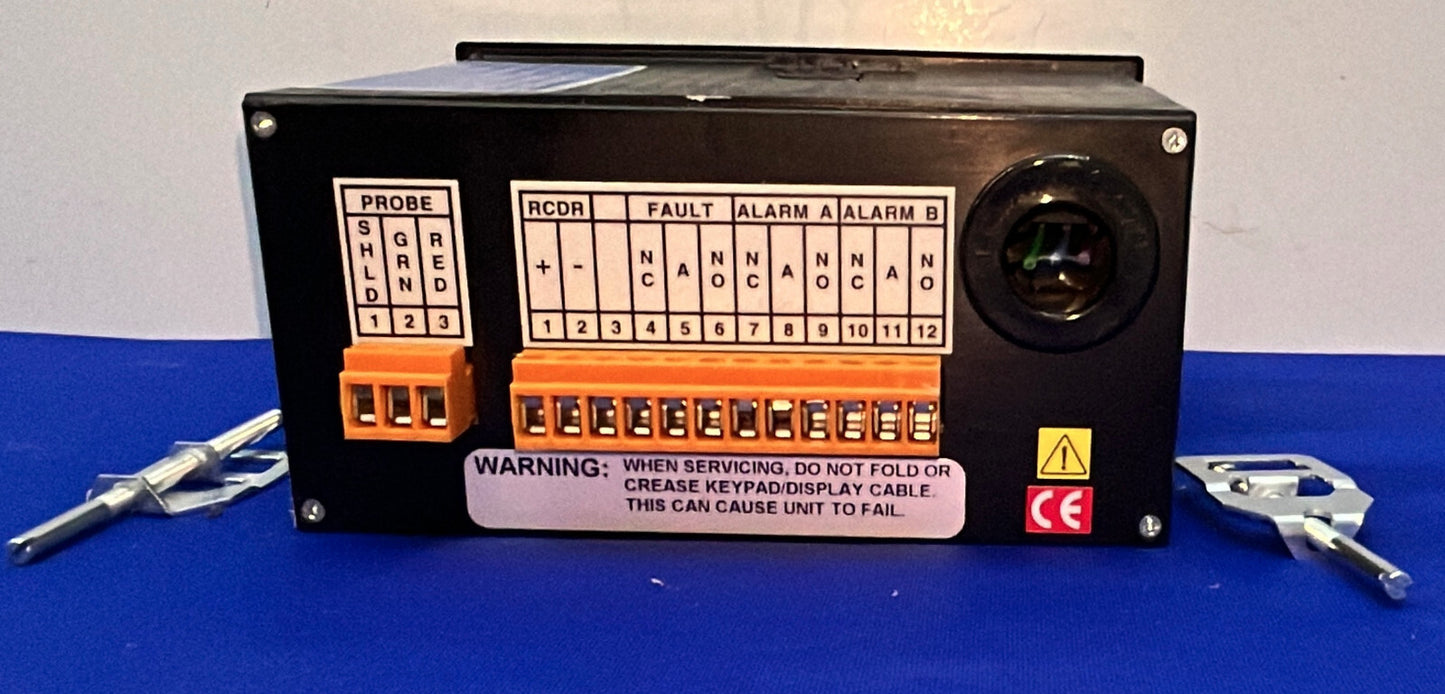 PROBE
SHLD GRN RED
1 2 3
RCDR FAULT ALARM A ALARM B
+ - NC A NO NC A NO NC A NO
1 2 3 4 5 6 7 8 9 10 11 12
WARNING: WHEN SERVICING, DO NOT FOLD OR
CREASE KEYPAD/DISPLAY CABLE.
THIS CAN CAUSE UNIT TO FAIL.
!
CE